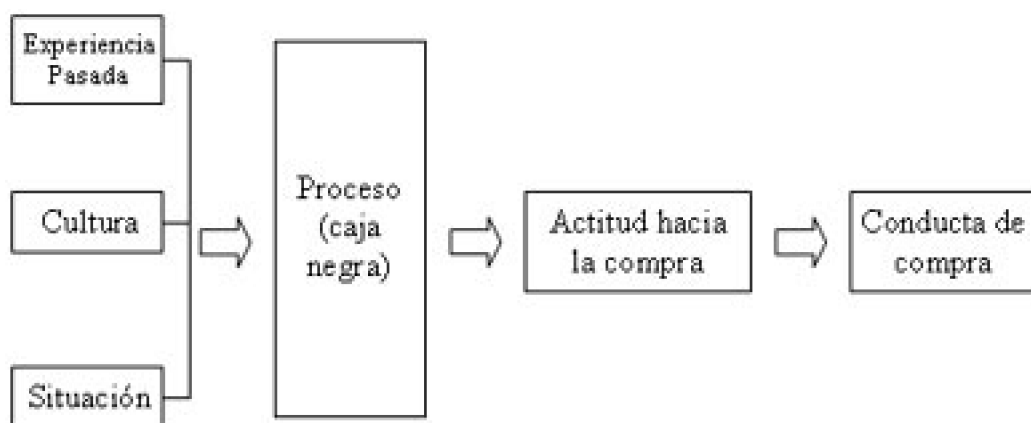 Experiencia
Pasada
Cultura
Situación
Proceso
(caja
negra)
Actitud hacia
la compra
Conducta de
compra